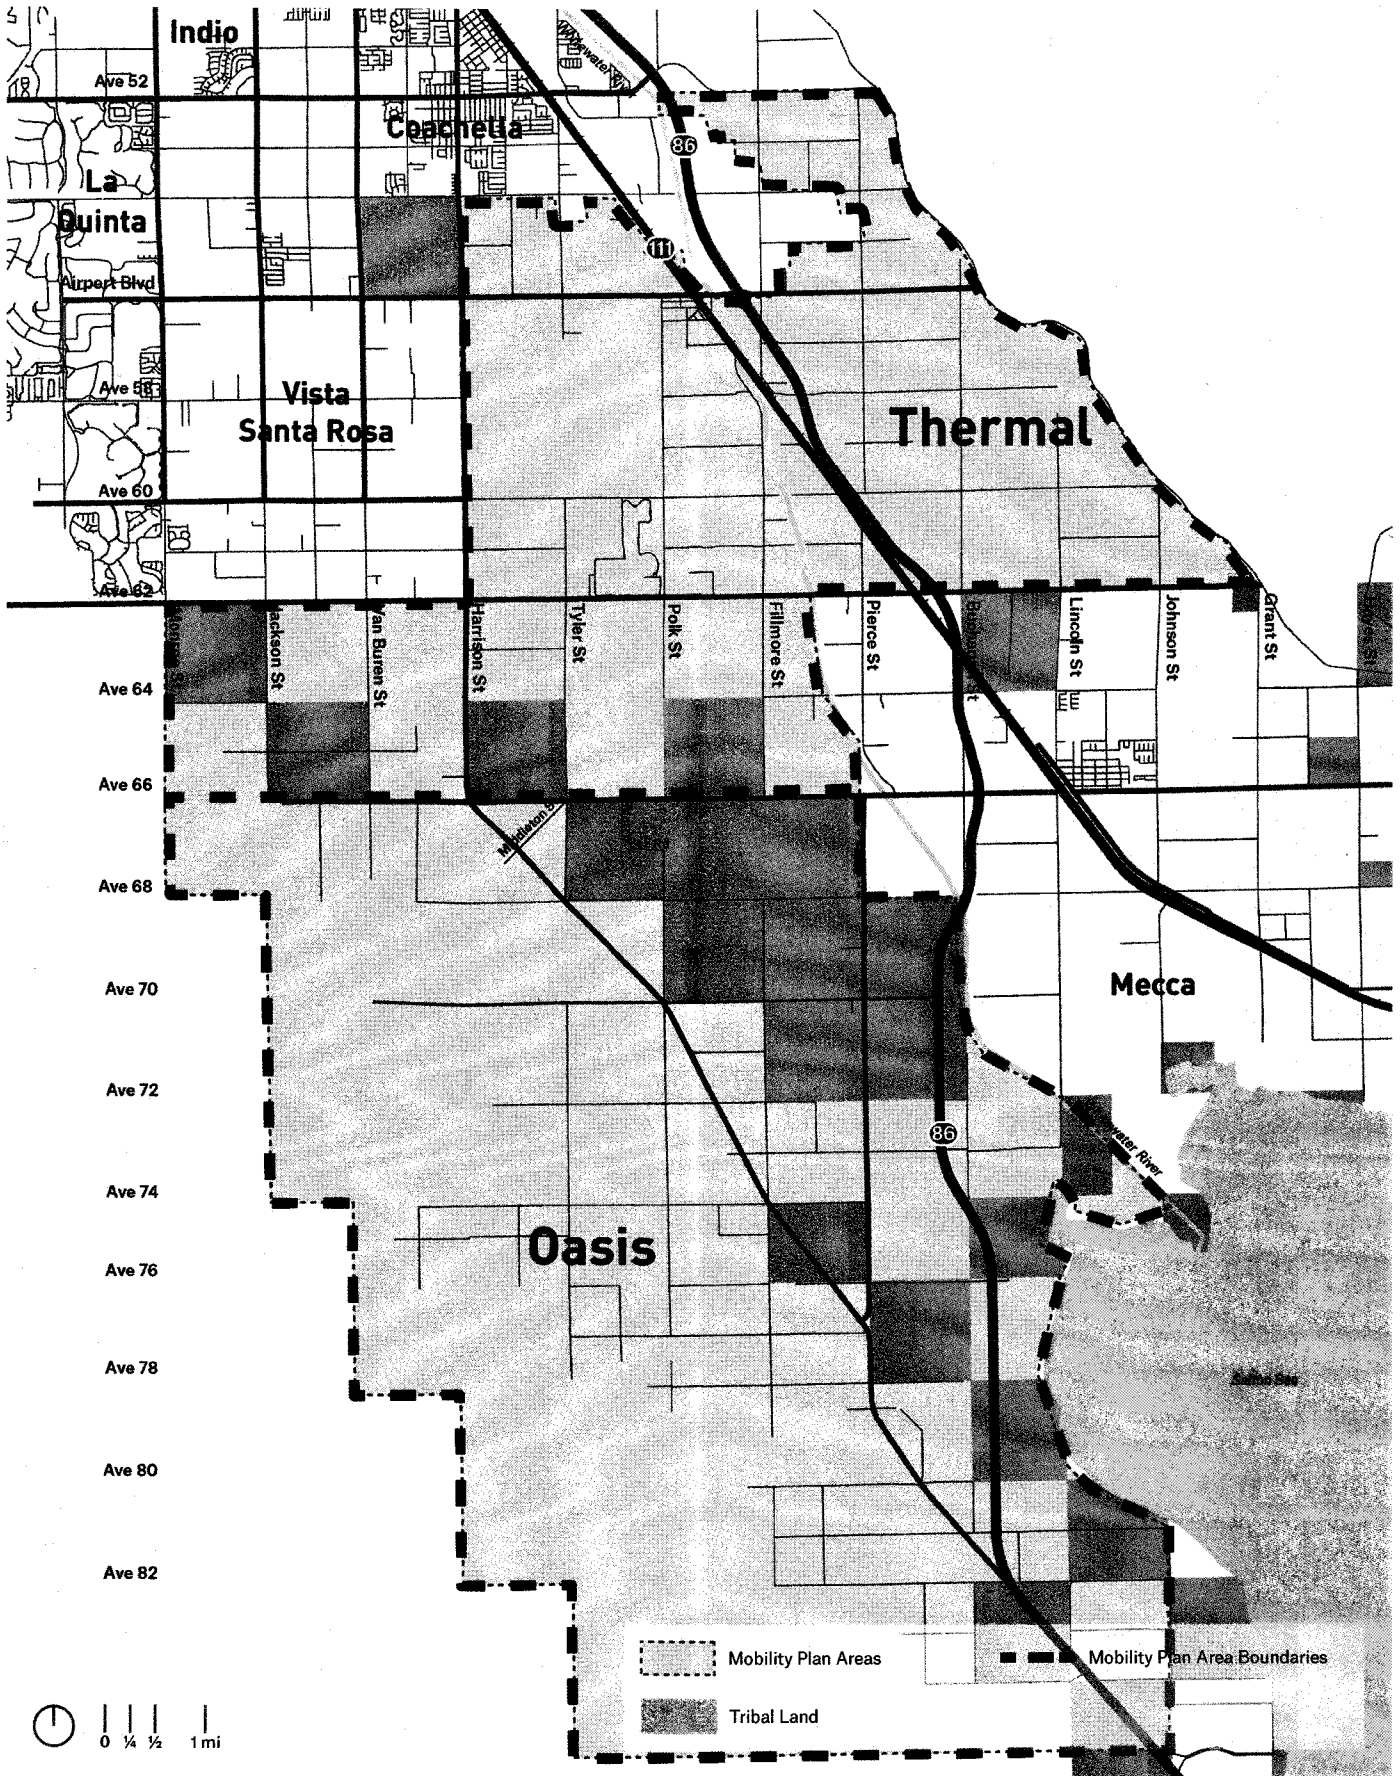 Indio
Ave 52
Coachella
86
La
Quinta
111
Airport Blvd
Ave 58
Vista
Santa Rosa
Thermal
Ave 60
Ave 62
Jackson St
Van Buren St
Harrison St
Tyler St
Polk St
Fillmore St
Pierce St
Lincoln St
Johnson St
Grant St
Ave 64
Ave 66
Middleton St
Ave 68
Ave 70
Mecca
Ave 72
86
River
Ave 74
Oasis
Ave 76
Ave 78
Salton Sea
Ave 80
Ave 82
Mobility Plan Areas
Mobility Plan Area Boundaries
Tribal Land
0 ¼ ½ 1 mi